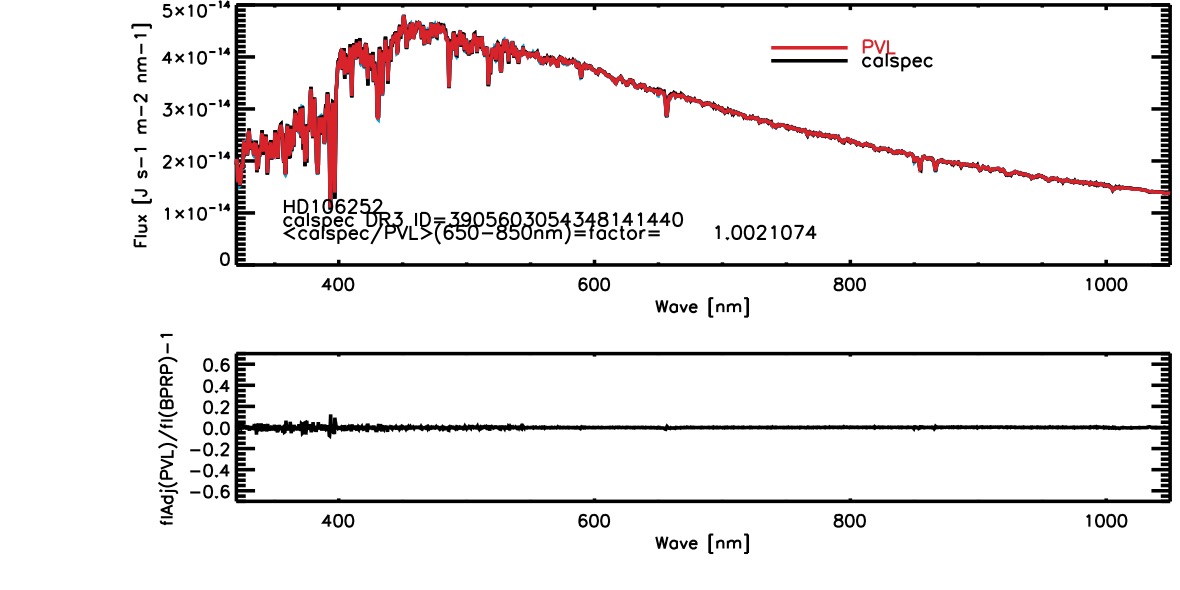 5×10⁻¹⁴
4×10⁻¹⁴
3×10⁻¹⁴
2×10⁻¹⁴
1×10⁻¹⁴
0
Flux [J s−1 m−2 nm−1]
PVL
calspec
HD106252
calspec DR3 ID=3905603054348141440
<calspec/PVL>(650−850nm)=factor= 1.0021074
400 600 800 1000
Wave [nm]
flAdj(PVL)/fl(BPRP)−1
0.6
0.4
0.2
0.0
−0.2
−0.4
−0.6
400 600 800 1000
Wave [nm]